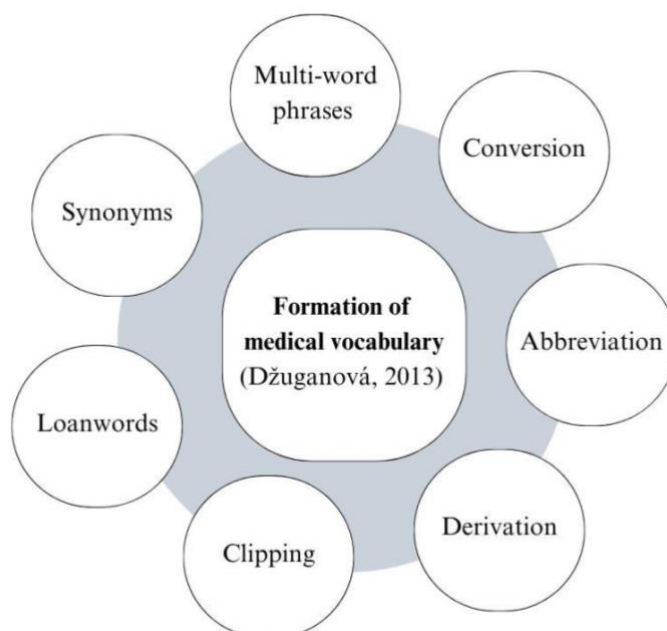 Multi-word
phrases
Conversion
Synonyms
Formation of
medical vocabulary
(Džuganová, 2013)
Abbreviation
Loanwords
Derivation
Clipping